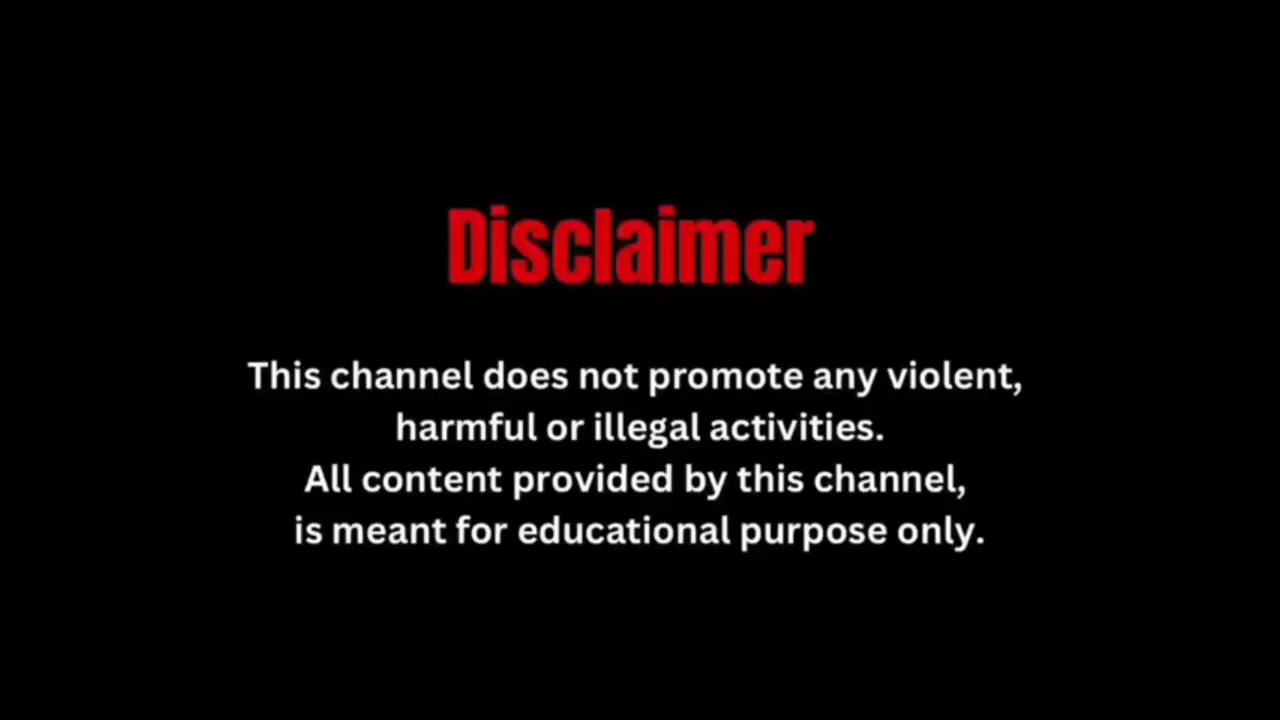 Disclaimer
This channel does not promote any violent,
harmful or illegal activities.
All content provided by this channel,
is meant for educational purpose only.